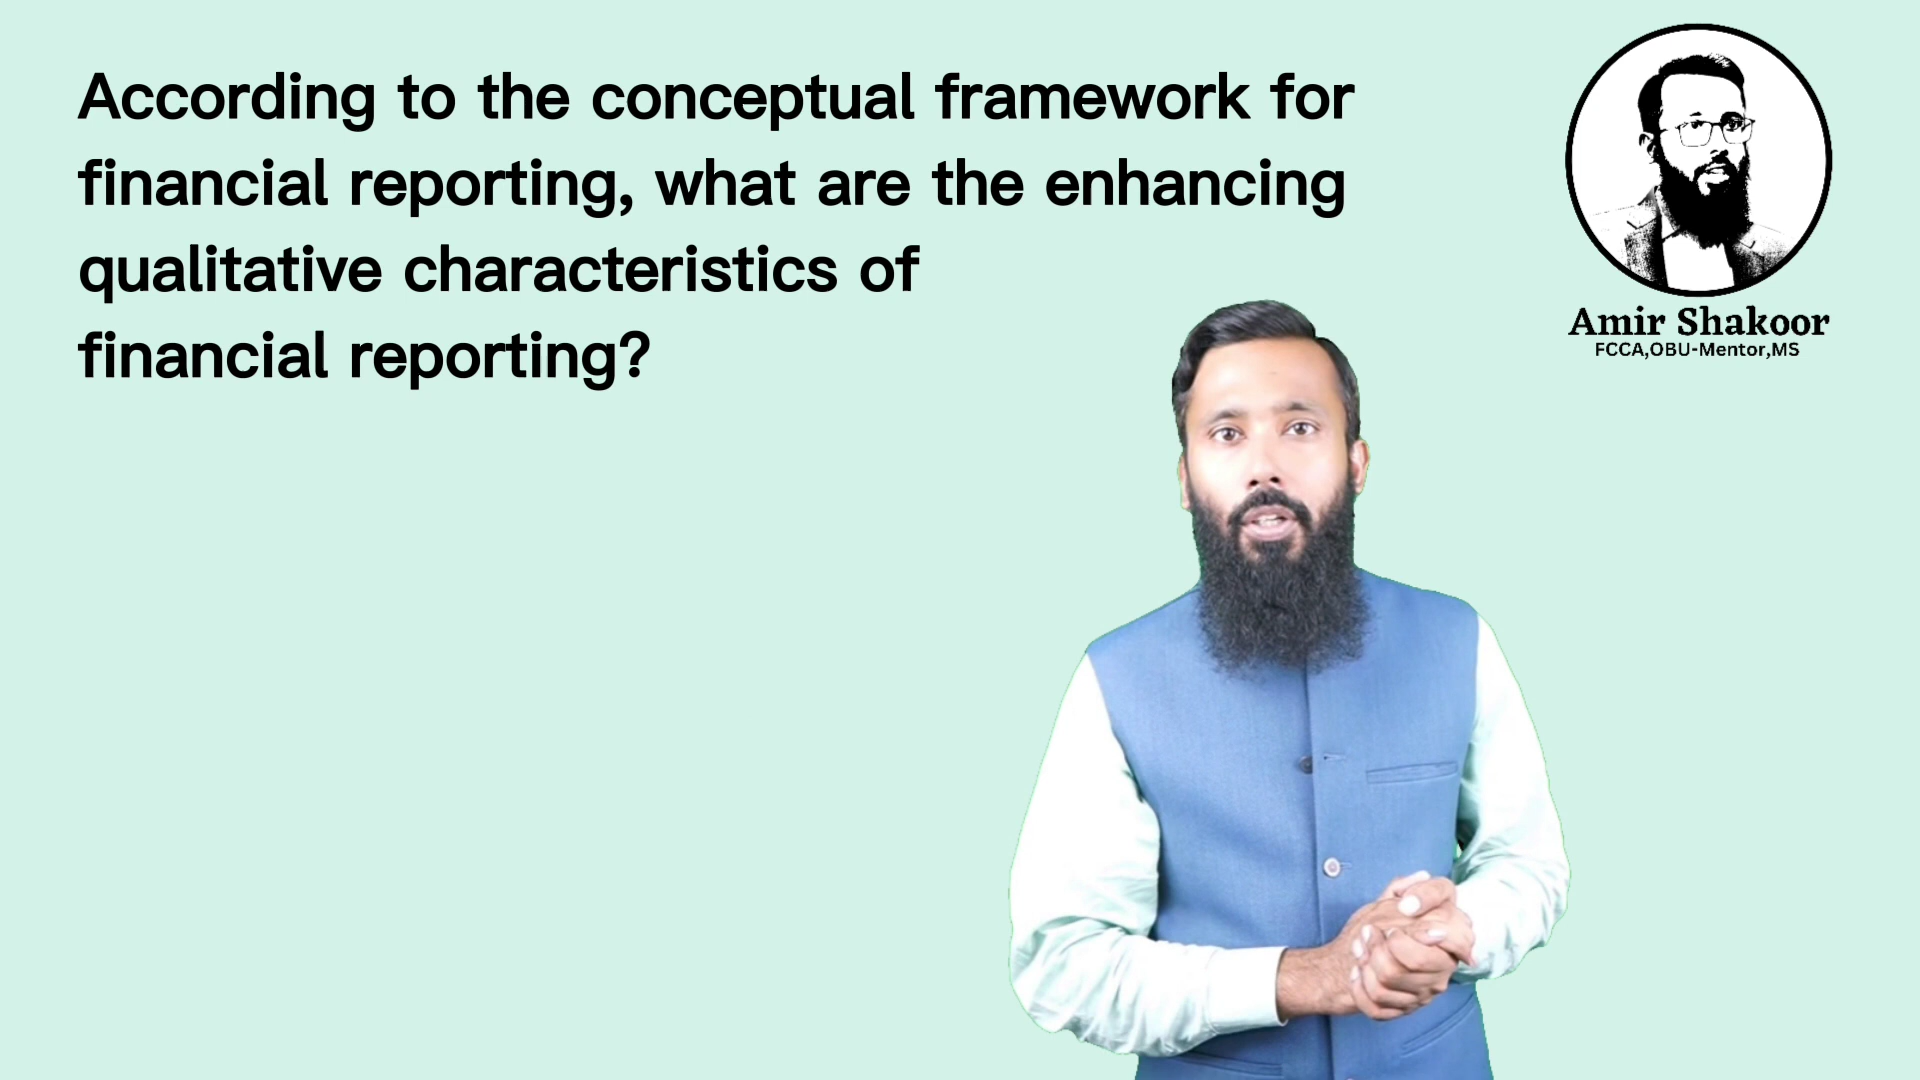 According to the conceptual framework for
financial reporting, what are the enhancing
qualitative characteristics of
financial reporting?
Amir Shakoor
FCCA,OBU-Mentor,MS